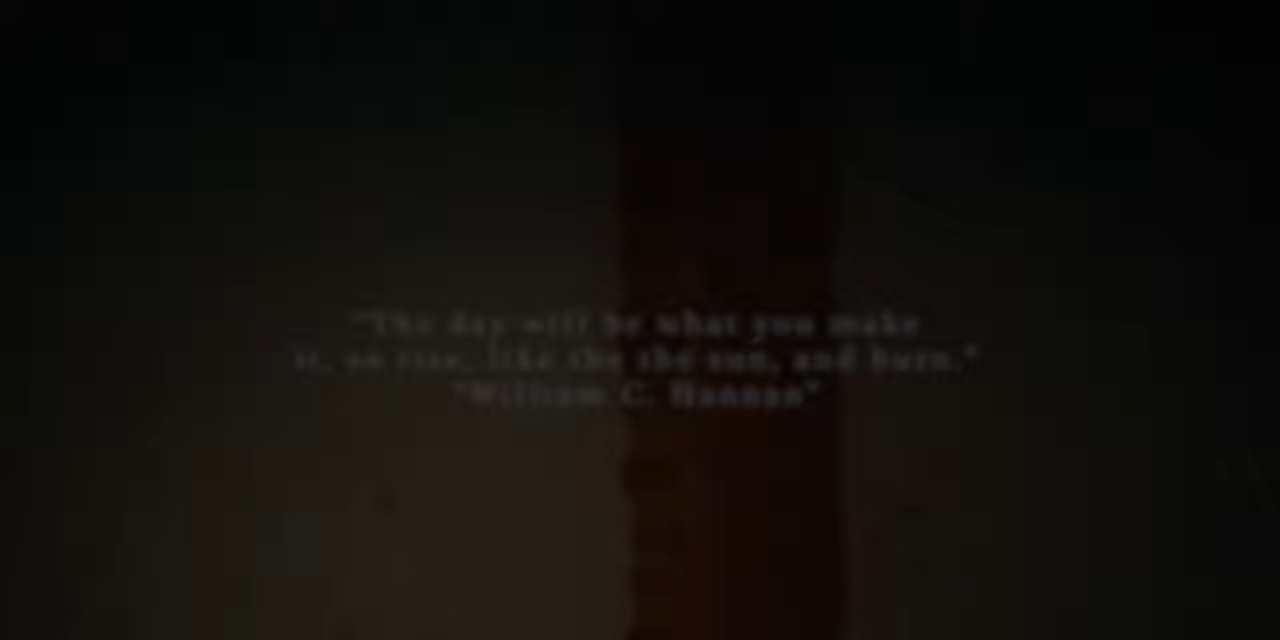 "The day will be what you make
it, so rise, like the the sun, and burn."
"William C. Hannan"